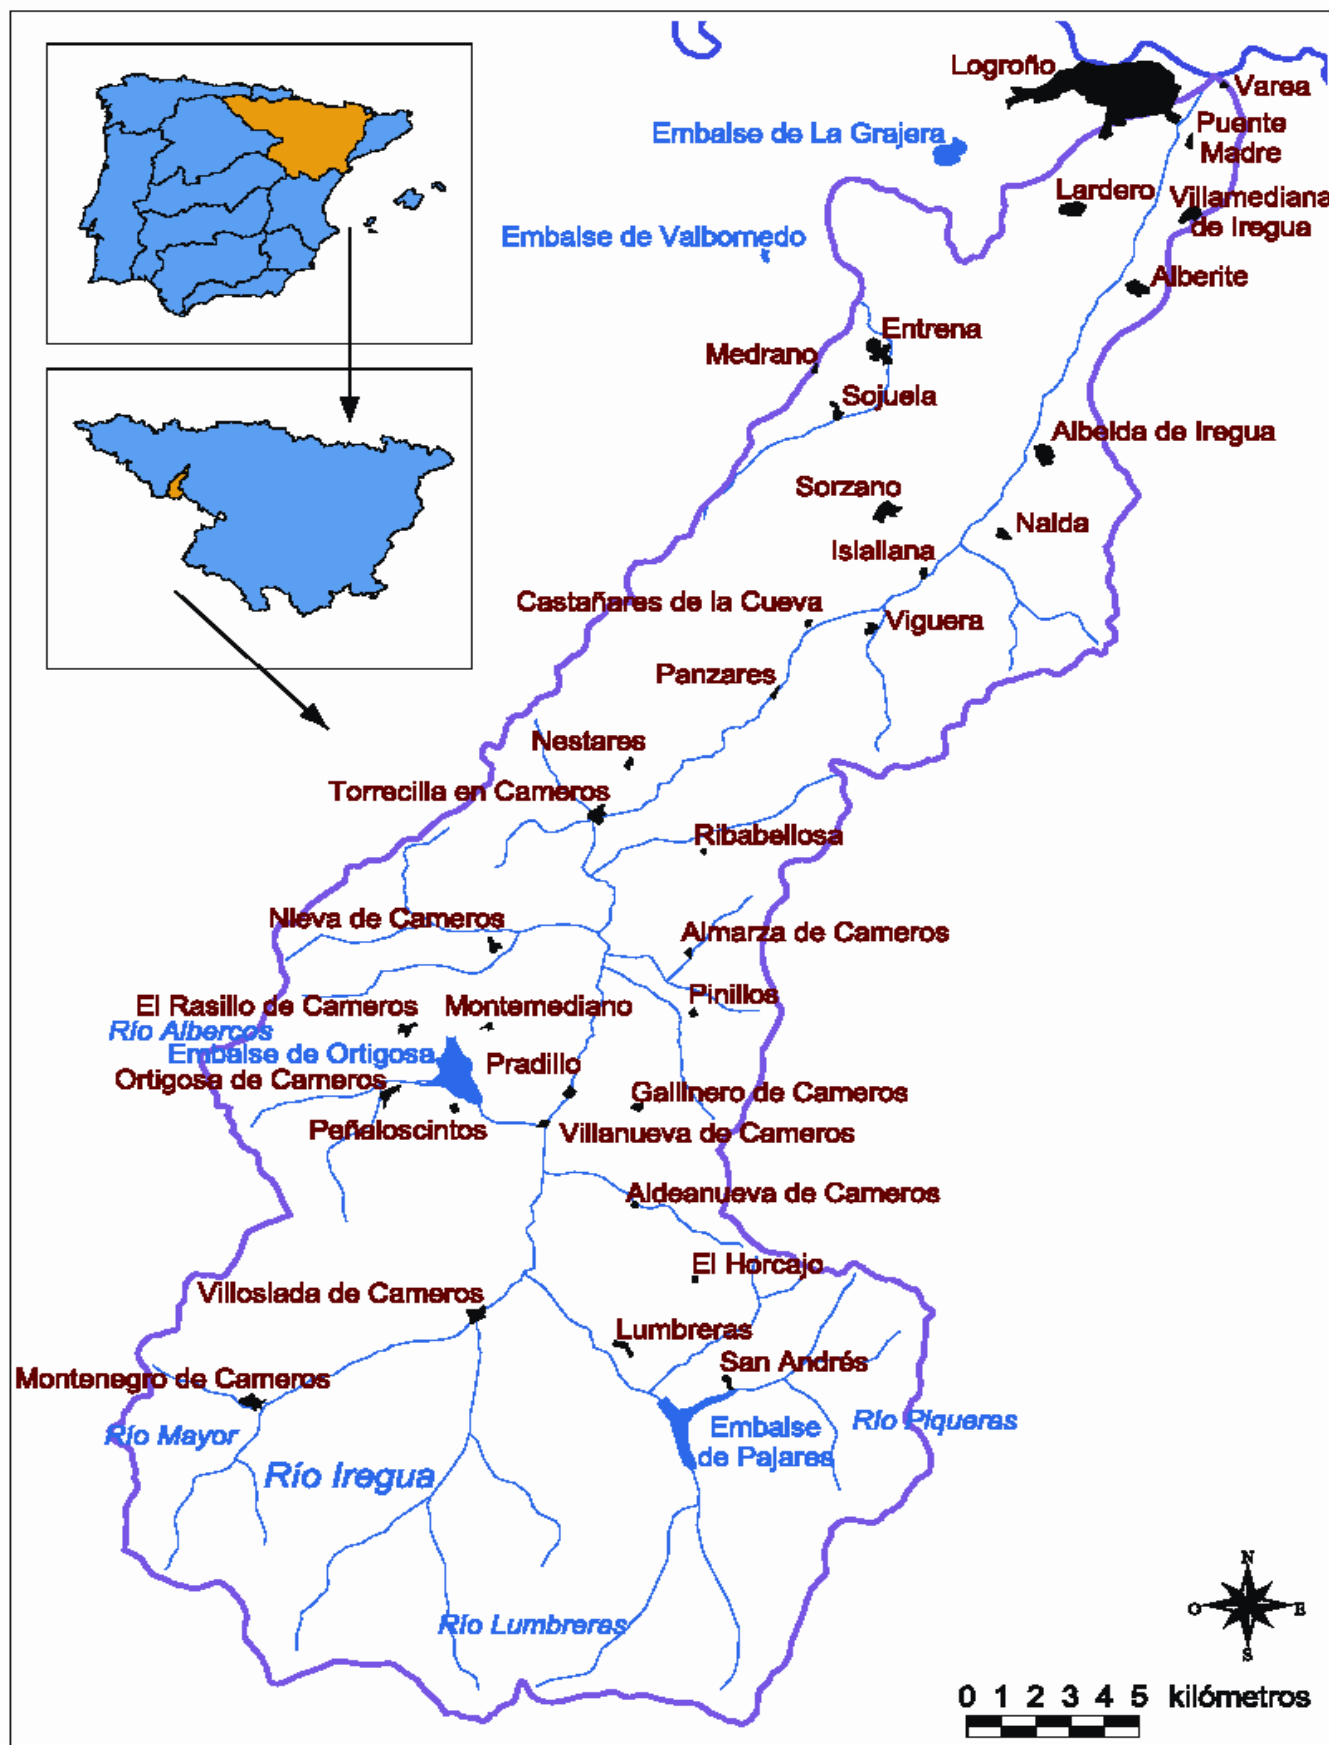 Logroño
Varea
Embalse de La Grajera
Puente
Madre
Lardero
Villamediana
de Iregua
Embalse de Valbornedo
Alberite
Entrena
Medrano
Sojuela
Albelda de Iregua
Sorzano
Nalda
Islallana
Castañares de la Cueva
Viguera
Panzares
Nestares
Torrecilla en Cameros
Ribabellosa
Nieva de Cameros
Almarza de Cameros
Pinillos
El Rasillo de Cameros
Montemediano
Río Albercos
Embalse de Ortigosa
Pradillo
Ortigosa de Cameros
Gallinero de Cameros
Peñaloscintos
Villanueva de Cameros
Aldeanueva de Cameros
El Horcajo
Villoslada de Cameros
Lumbreras
San Andrés
Montenegro de Cameros
Río Mayor
Embalse
de Pajares
Río Piqueras
Río Iregua
Río Lumbreras
N
O
E
S
0 1 2 3 4 5 kilómetros